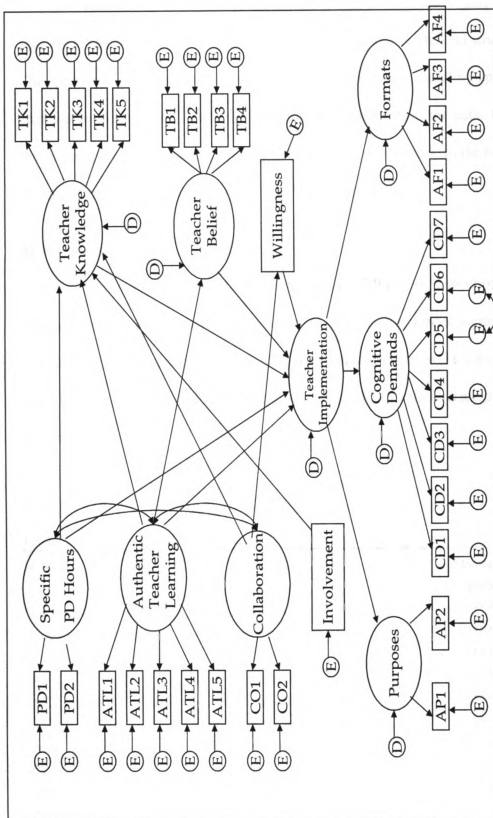 PD1
PD2
ATL1
ATL2
ATL3
ATL4
ATL5
CO1
CO2
E
E
E
E
E
E
E
E
E
Specific
PD Hours
Authentic
Teacher
Learning
Collaboration
Involvement
E
TK1
TK2
TK3
TK4
TK5
E
E
E
E
E
Teacher
Knowledge
D
TB1
TB2
TB3
TB4
E
E
E
E
Teacher
Belief
D
Willingness
E
Teacher
Implementation
D
Purposes
D
Cognitive
Demands
D
Formats
D
AP1
AP2
CD1
CD2
CD3
CD4
CD5
CD6
CD7
AF1
AF2
AF3
AF4
E
E
E
E
E
E
E
E
E
E
E
E
E